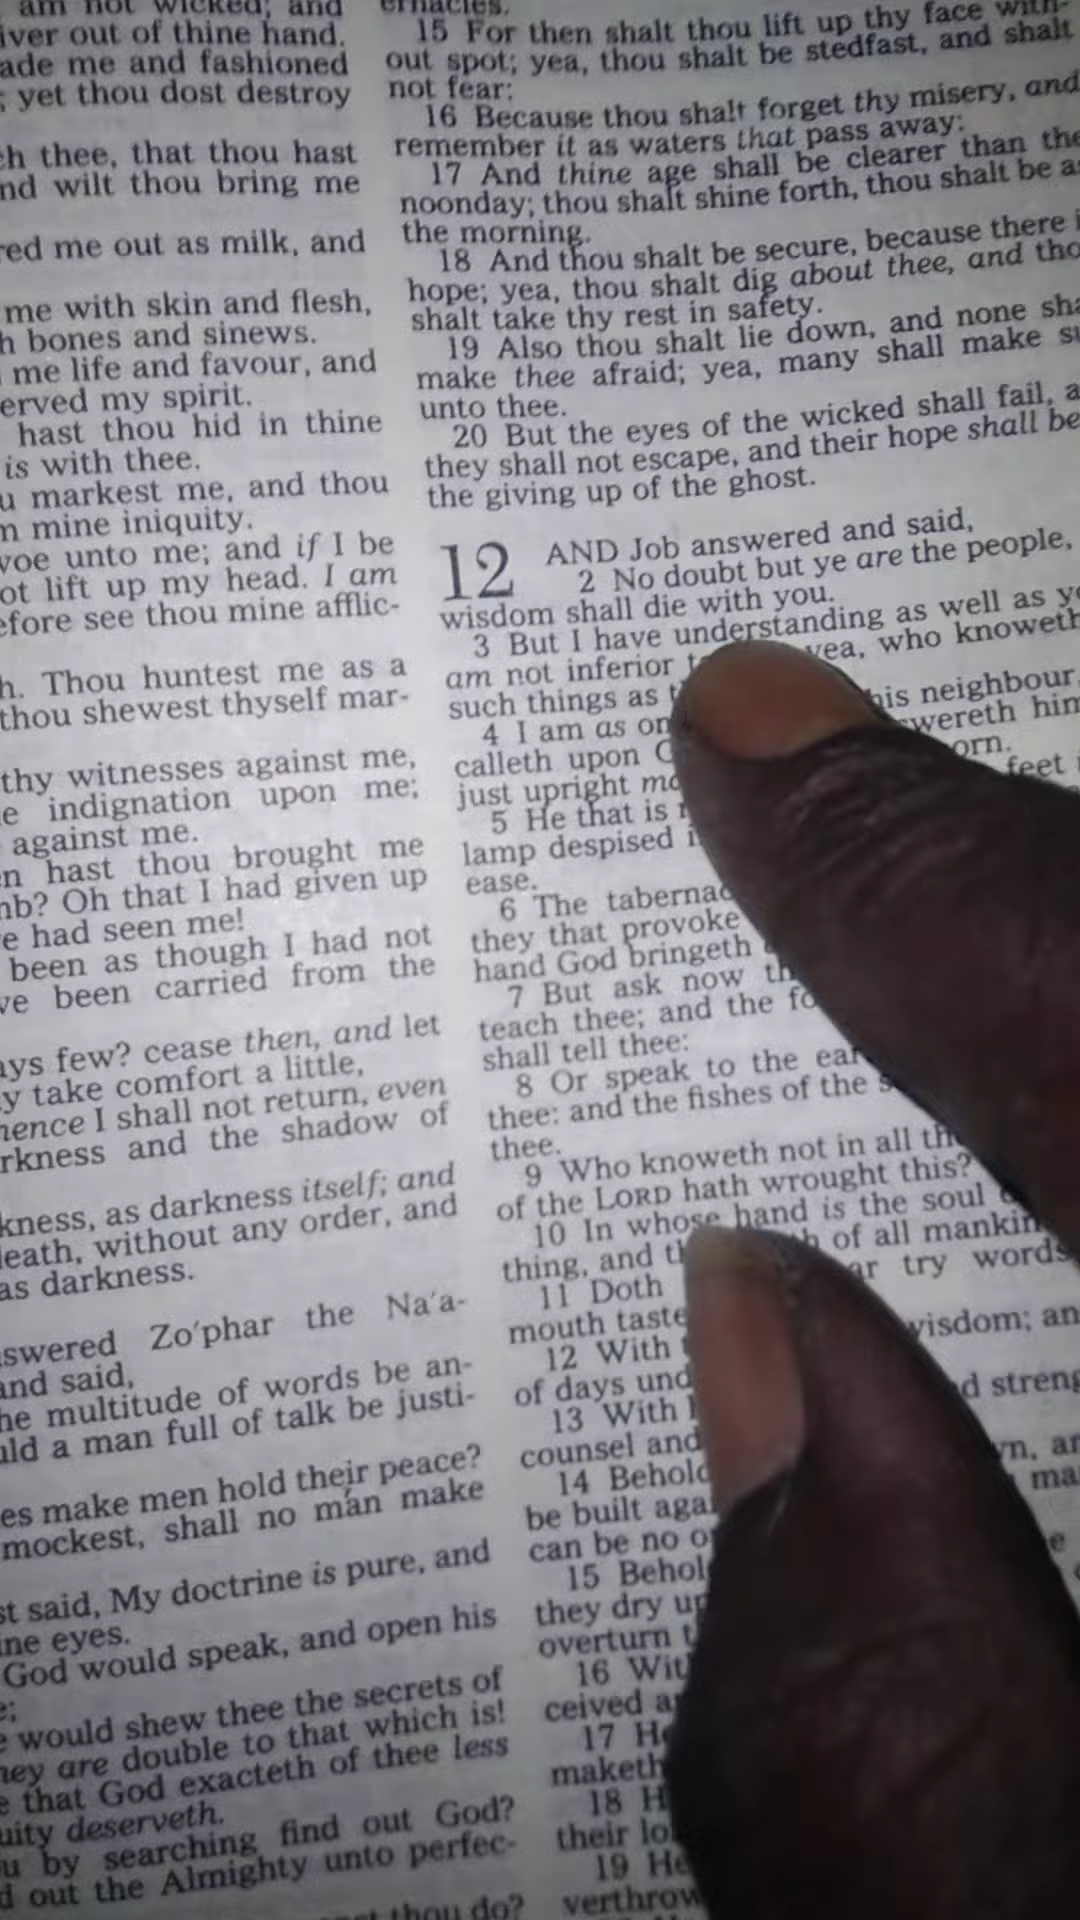 am not wicked; and
iver out of thine hand.
ade me and fashioned
; yet thou dost destroy
h thee, that thou hast
nd wilt thou bring me
red me out as milk, and
me with skin and flesh,
h bones and sinews.
me life and favour, and
erved my spirit.
hast thou hid in thine
is with thee.
u markest me, and thou
m mine iniquity.
woe unto me; and if I be
ot lift up my head. I am
efore see thou mine afflic-
h. Thou huntest me as a
thou shewest thyself mar-
thy witnesses against me,
e indignation upon me;
against me.
en hast thou brought me
mb? Oh that I had given up
e had seen me!
been as though I had not
ve been carried from the
ays few? cease then, and let
y take comfort a little,
hence I shall not return, even
rkness and the shadow of
kness, as darkness itself; and
death, without any order, and
as darkness.
swered Zo'phar the Na'a-
and said,
he multitude of words be an-
uld a man full of talk be justi-
es make men hold their peace?
mockest, shall no man make
st said, My doctrine is pure, and
ine eyes.
God would speak, and open his
e;
e would shew thee the secrets of
hey are double to that which is!
e that God exacteth of thee less
uity deserveth.
u by searching find out God?
d out the Almighty unto perfec-
thou do?
ernacles.
15 For then shalt thou lift up thy face with-
out spot; yea, thou shalt be stedfast, and shalt
not fear:
16 Because thou shalt forget thy misery, and
remember it as waters that pass away:
17 And thine age shall be clearer than the
noonday; thou shalt shine forth, thou shalt be as
the morning.
18 And thou shalt be secure, because there i
hope; yea, thou shalt dig about thee, and tho
shalt take thy rest in safety.
19 Also thou shalt lie down, and none sha
make thee afraid; yea, many shall make su
unto thee.
20 But the eyes of the wicked shall fail, a
they shall not escape, and their hope shall be
the giving up of the ghost.
12 AND Job answered and said,
2 No doubt but ye are the people,
wisdom shall die with you.
3 But I have understanding as well as yo
am not inferior yea, who knoweth
such things as
4 I am as on his neighbour,
calleth upon swereth him
just upright orn.
5 He that is feet
lamp despised
ease.
6 The tabernac
they that provoke
hand God bringeth
7 But ask now
teach thee; and the fo
shall tell thee:
8 Or speak to the ear
thee: and the fishes of the s
thee.
9 Who knoweth not in all
of the LORD hath wrought this?
10 In whose hand is the soul
thing, and of all mankin
11 Doth ar try words
mouth taste
12 With wisdom; an
of days und
13 With d streng
counsel and
14 Behold wn, an
be built aga ma
can be no o
15 Behol
they dry up
overturn
16 Wit
ceived a
17 He
maketh
18 H
their lo
19 He
verthrow